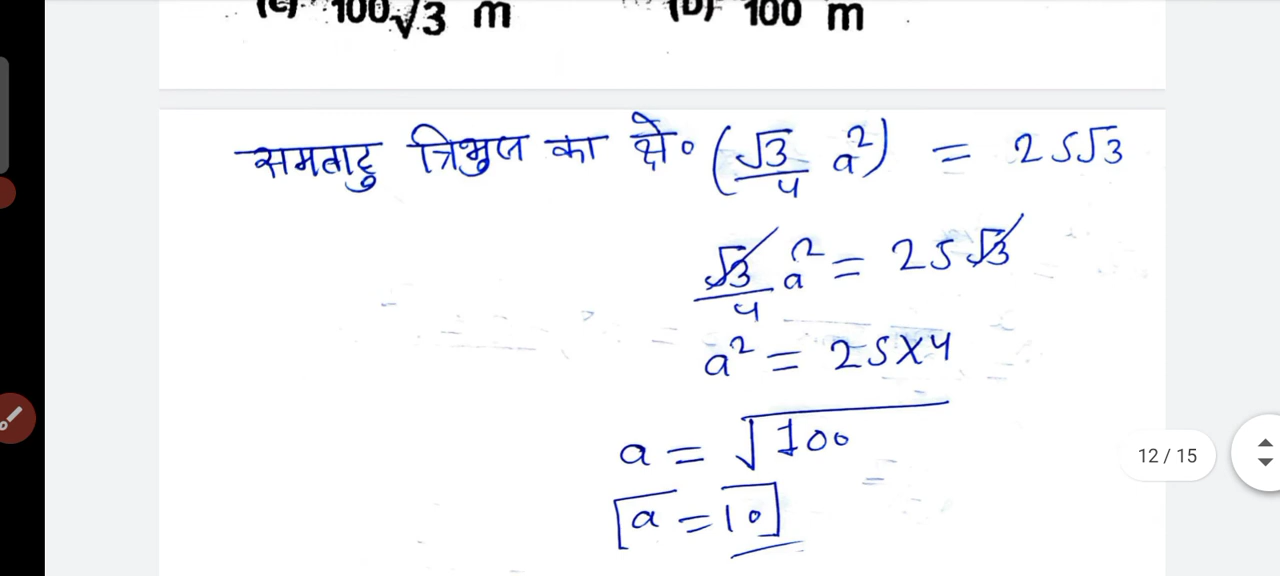 (C) 100√3 m (D) 100 m
समबाहु त्रिभुज का क्षे० (√3/4 a²) = 25√3
√3/4 a² = 25√3
a² = 25×4
a = √100
a = 10
12 / 15